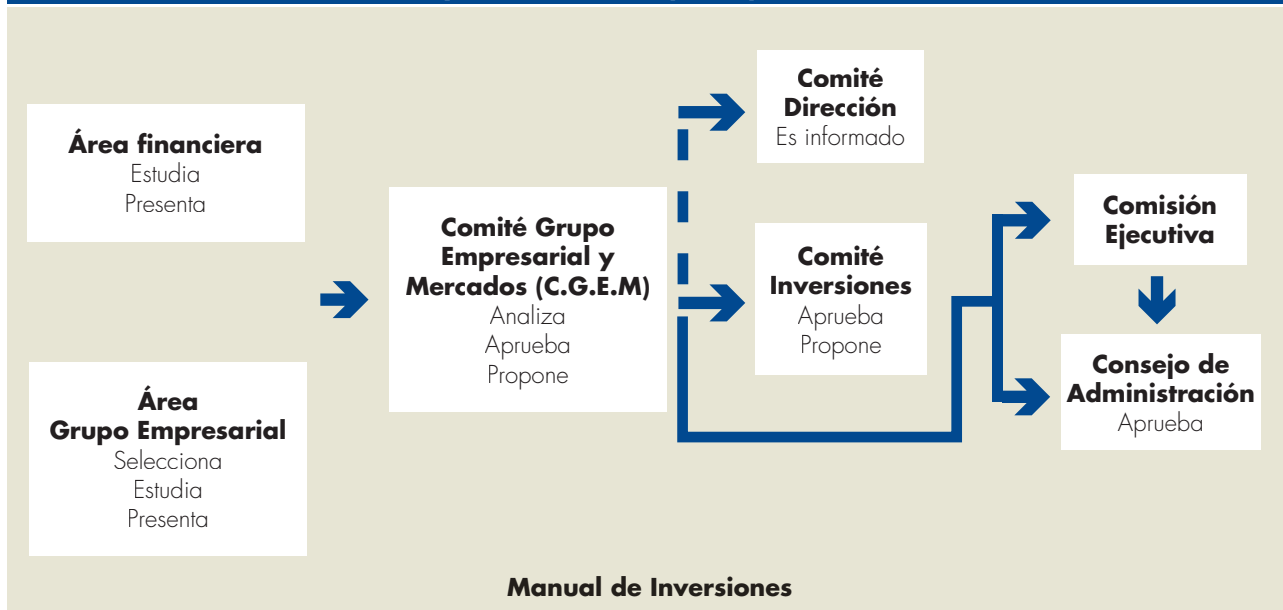 Área financiera
Estudia
Presenta
Área
Grupo Empresarial
Selecciona
Estudia
Presenta
Comité Grupo
Empresarial y
Mercados (C.G.E.M)
Analiza
Aprueba
Propone
Comité
Dirección
Es informado
Comité
Inversiones
Aprueba
Propone
Comisión
Ejecutiva
Consejo de
Administración
Aprueba
Manual de Inversiones